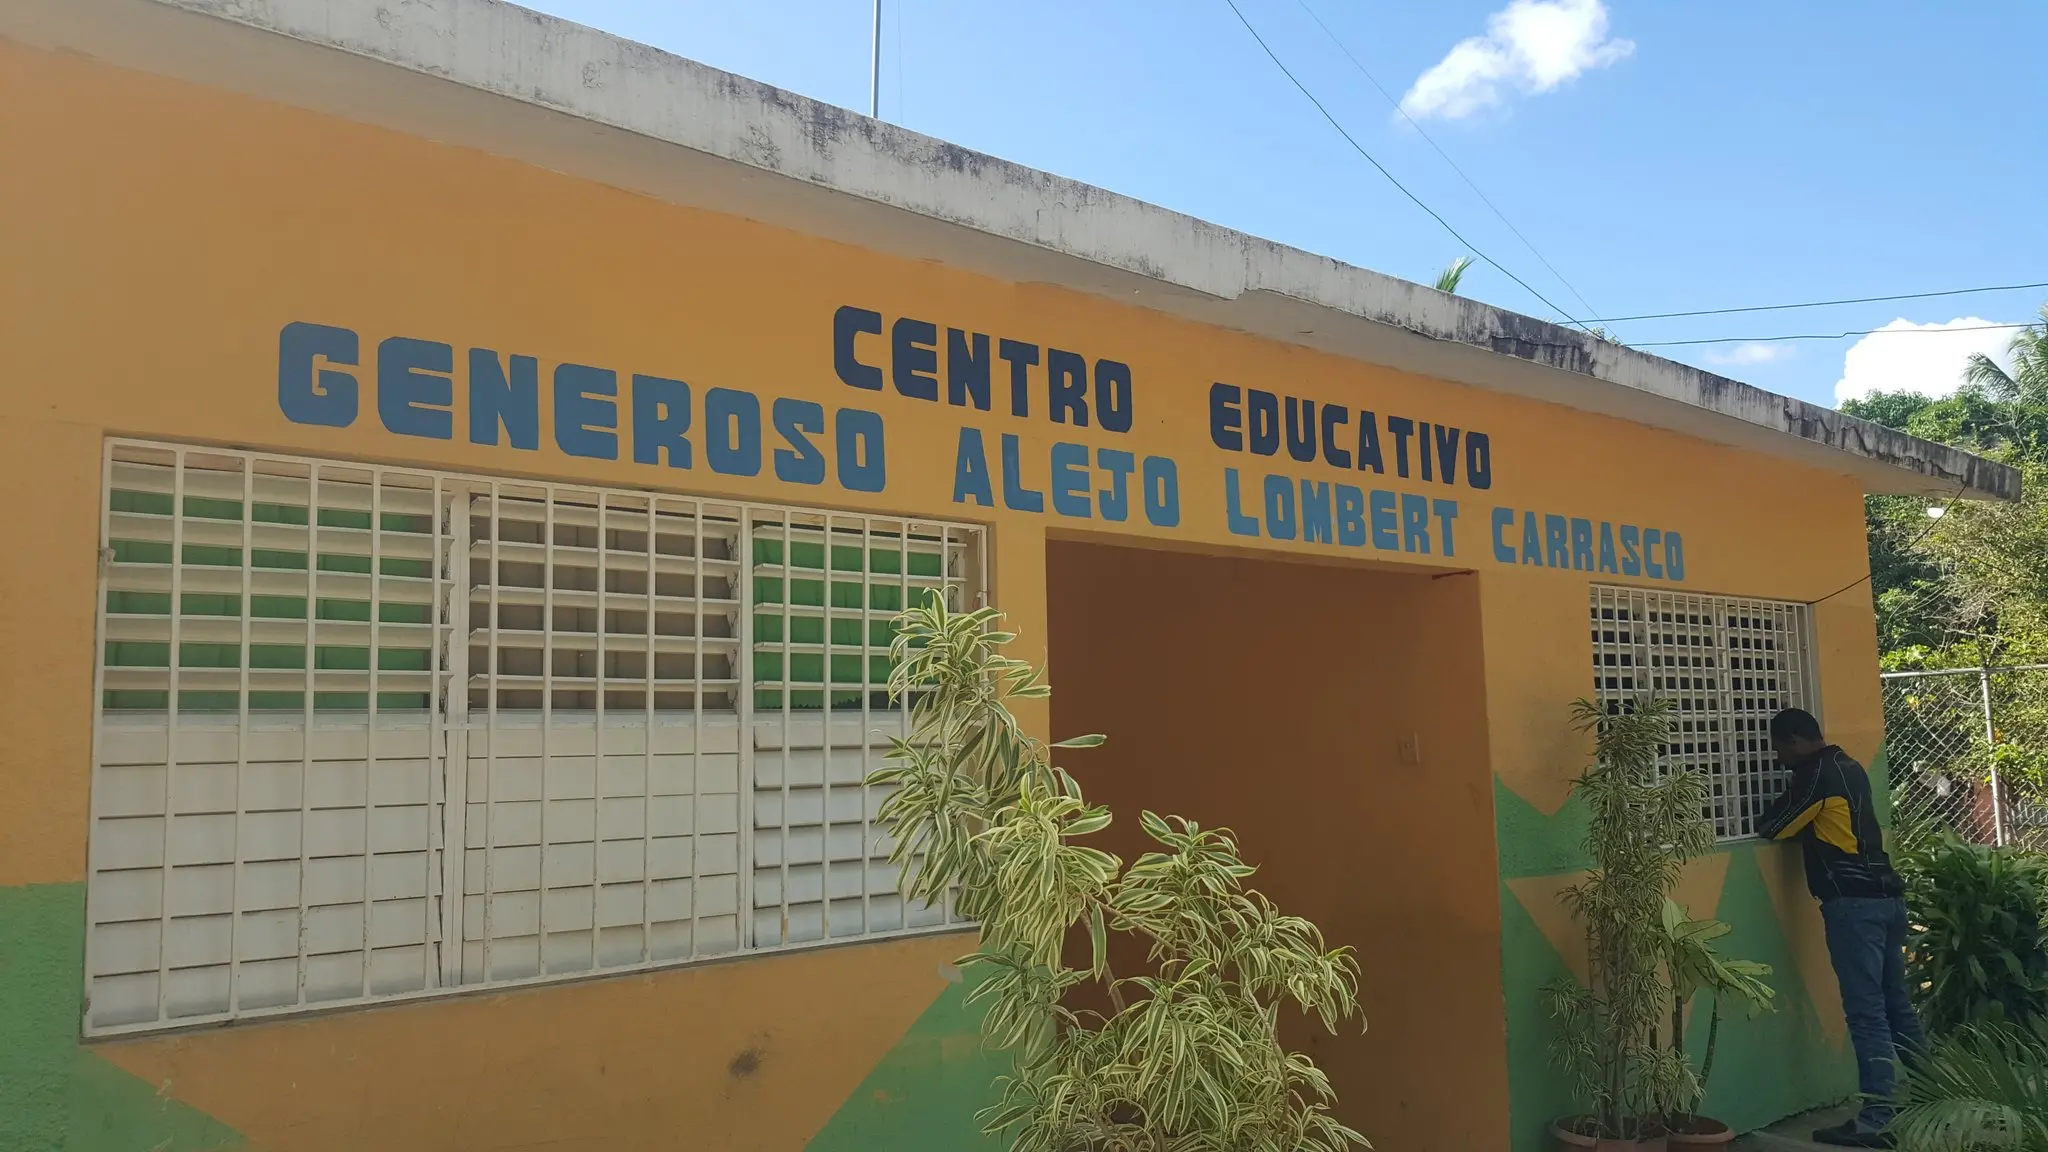 CENTRO EDUCATIVO
GENEROSO ALEJO LOMBERT CARRASCO